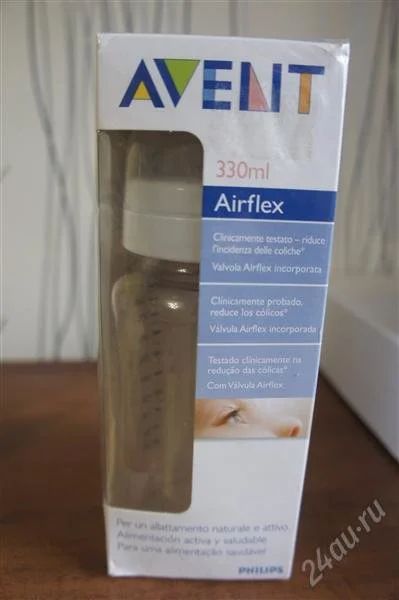 AVENT
330ml
Airflex
Clinicamente testato – riduce
l'incidenza delle coliche*
Valvola Airflex incorporata
Clínicamente probado,
reduce los cólicos*
Válvula Airflex incorporada
Testado clinicamente na
redução das cólicas*
Com Válvula Airflex
Per un allattamento naturale e attivo.
Alimentación activa y saludable
Para uma alimentação saudável
PHILIPS
24au.ru